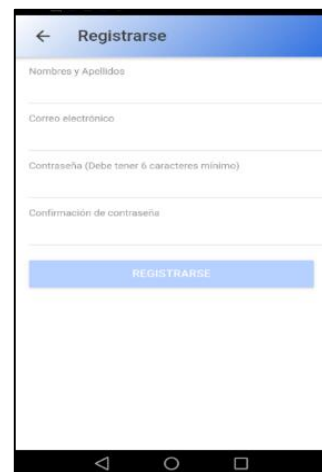 Registrarse
Nombres y Apellidos
Correo electrónico
Contraseña (Debe tener 6 caracteres mínimo)
Confirmación de contraseña
REGISTRARSE